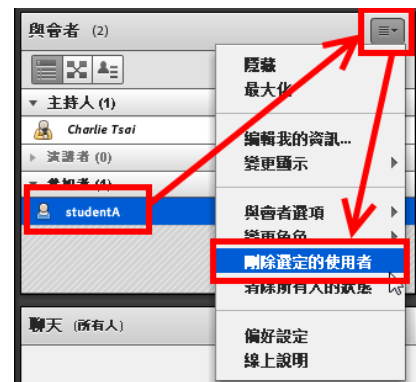 與會者 (2)
主持人 (1)
Charlie Tsai
演講者 (0)
參加者 (1)
studentA
聊天 (所有人)
隱藏
最大化
編輯我的資訊...
變更顯示
與會者選項
變更角色
刪除選定的使用者
清除所有人的狀態
偏好設定
線上說明